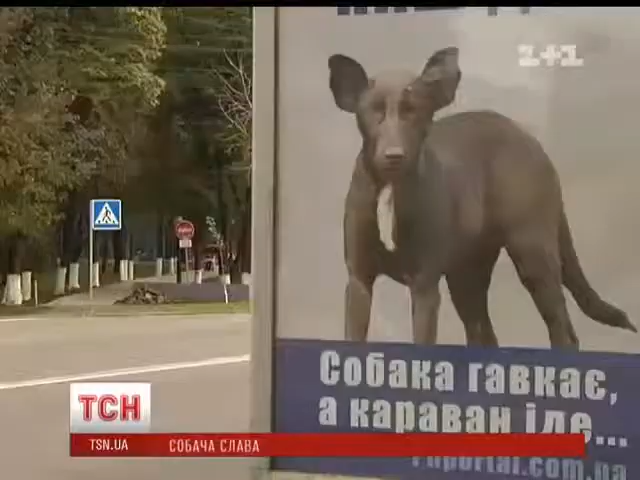 1+1
Собака гавкає,
а караван іде...
ТСН
TSN.UA
СОБАЧА СЛАВА